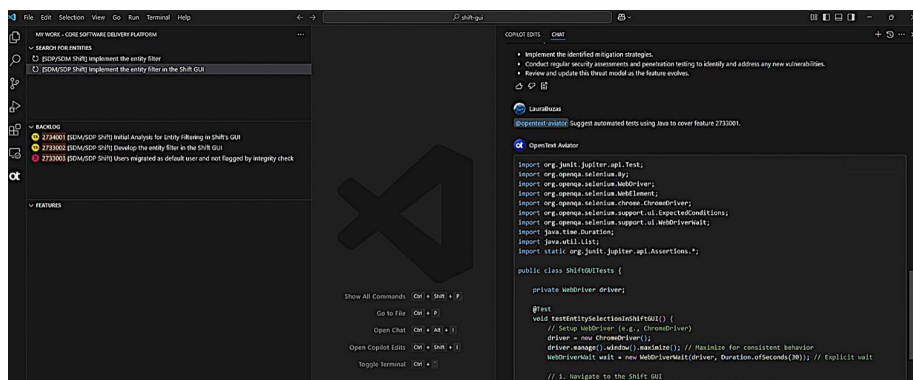 File Edit Selection View Go Run Terminal Help
shift-gui
MY WORK - CORE SOFTWARE DELIVERY PLATFORM
SEARCH FOR ENTITIES
[SDP/SDM Shift] Implement the entity filter
[SDM/SDP Shift] Implement the entity filter in the Shift GUI
BACKLOG
2734001 [SDM/SDP Shift] Initial Analysis for Entity Filtering in Shift's GUI
2733002 [SDM/SDP Shift] Develop the entity filter in the Shift GUI
2733003 [SDM/SDP Shift] Users migrated as default user and not flagged by integrity check
FEATURES
Show All Commands Ctrl + Shift + P
Go to File Ctrl + P
Open Chat Ctrl + Alt + I
Open Copilot Edits Ctrl + Shift + I
Toggle Terminal Ctrl + `
COPILOT EDITS CHAT
• Implement the identified mitigation strategies.
• Conduct regular security assessments and penetration testing to identify and address any new vulnerabilities.
• Review and update this threat model as the feature evolves.
LauraBuzas
@opentext-aviator Suggest automated tests using Java to cover feature 2733001.
OpenText Aviator
import org.junit.jupiter.api.Test;
import org.openqa.selenium.By;
import org.openqa.selenium.WebDriver;
import org.openqa.selenium.WebElement;
import org.openqa.selenium.chrome.ChromeDriver;
import org.openqa.selenium.support.ui.ExpectedConditions;
import org.openqa.selenium.support.ui.WebDriverWait;
import java.time.Duration;
import java.util.List;
import static org.junit.jupiter.api.Assertions.*;
public class ShiftGUITests {
private WebDriver driver;
@Test
void testEntitySelectionInShiftGUI() {
// Setup WebDriver (e.g., ChromeDriver)
driver = new ChromeDriver();
driver.manage().window().maximize(); // Maximize for consistent behavior
WebDriverWait wait = new WebDriverWait(driver, Duration.ofSeconds(30)); // Explicit wait
// 1. Navigate to the Shift GUI